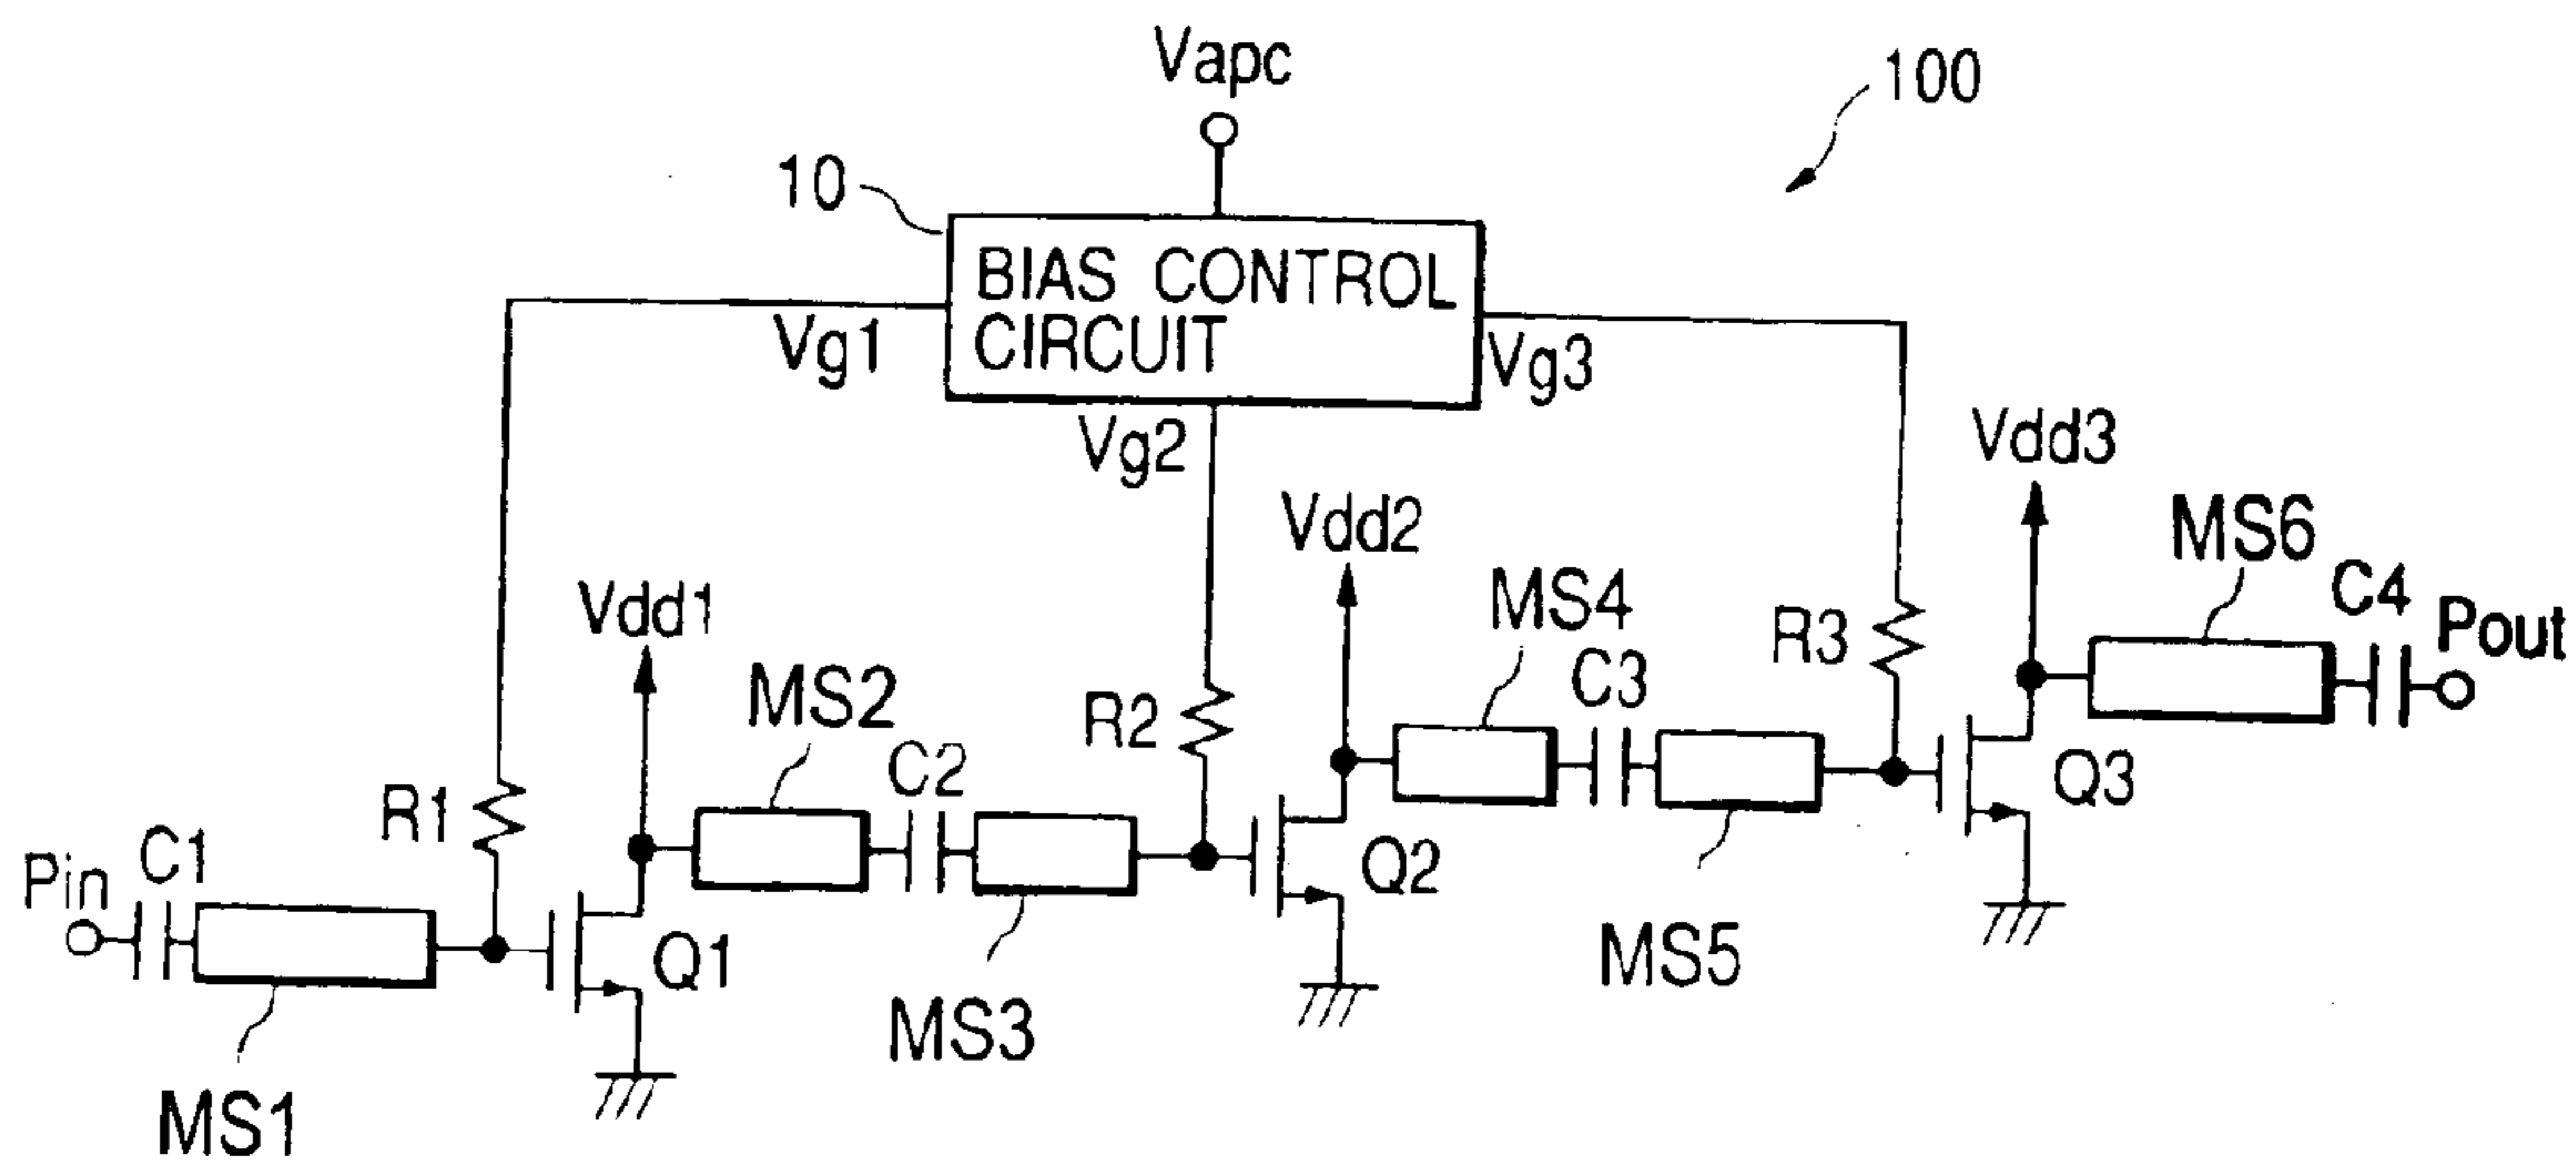 Vapc
100
10
BIAS CONTROL
CIRCUIT
Vg1
Vg3
Vg2
Vdd3
Vdd2
MS6
Vdd1
MS4
C4
Pout
R3
C3
MS2
R2
C2
Q3
R1
C1
Pin
Q2
Q1
MS5
MS3
MS1